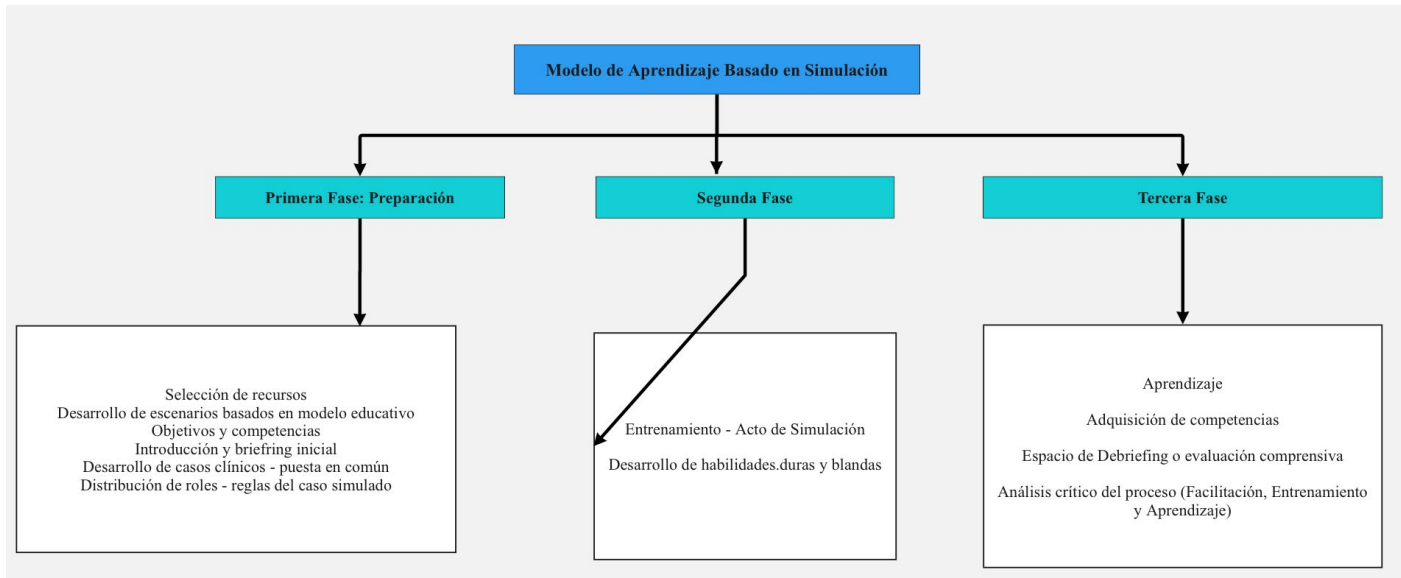 Modelo de Aprendizaje Basado en Simulación
Primera Fase: Preparación
Segunda Fase
Tercera Fase
Selección de recursos
Desarrollo de escenarios basados en modelo educativo
Objetivos y competencias
Introducción y briefring inicial
Desarrollo de casos clínicos - puesta en común
Distribución de roles - reglas del caso simulado
Entrenamiento - Acto de Simulación
Desarrollo de habilidades.duras y blandas
Aprendizaje
Adquisición de competencias
Espacio de Debriefing o evaluación comprensiva
Análisis crítico del proceso (Facilitación, Entrenamiento
y Aprendizaje)